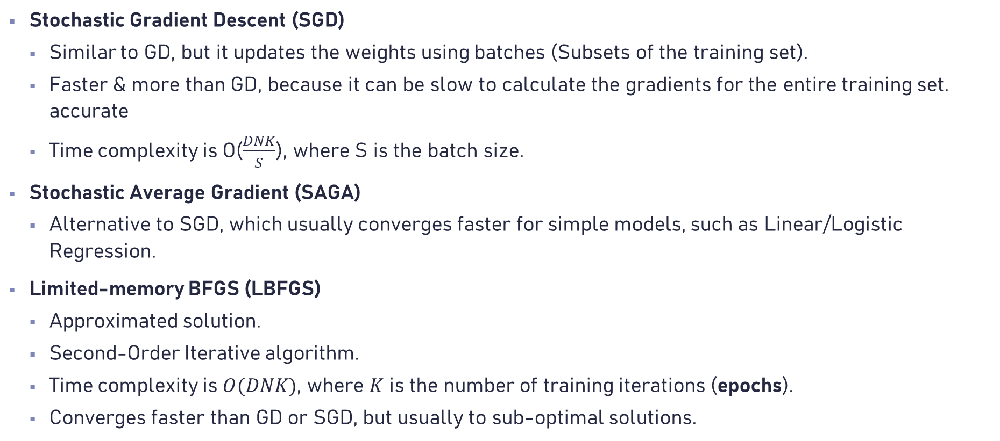 ▪ Stochastic Gradient Descent (SGD)
▪ Similar to GD, but it updates the weights using batches (Subsets of the training set).
▪ Faster & more than GD, because it can be slow to calculate the gradients for the entire training set.
accurate
▪ Time complexity is O(\frac{DNK}{S}), where S is the batch size.
▪ Stochastic Average Gradient (SAGA)
▪ Alternative to SGD, which usually converges faster for simple models, such as Linear/Logistic
Regression.
▪ Limited-memory BFGS (LBFGS)
▪ Approximated solution.
▪ Second-Order Iterative algorithm.
▪ Time complexity is O(DNK), where K is the number of training iterations (epochs).
▪ Converges faster than GD or SGD, but usually to sub-optimal solutions.